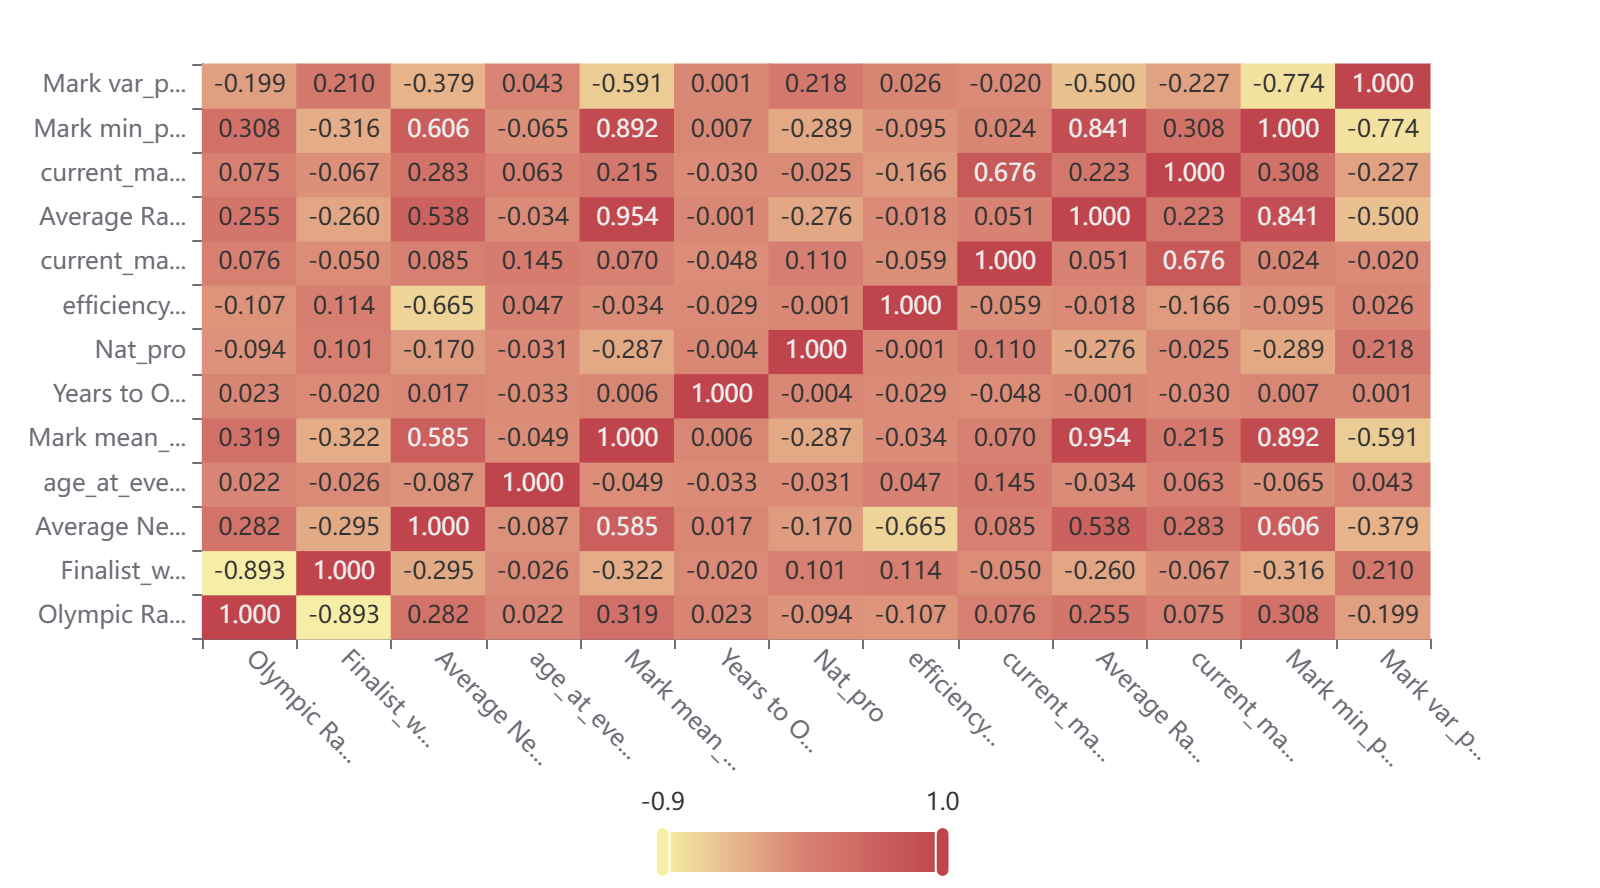 Mark var_p... -0.199 0.210 -0.379 0.043 -0.591 0.001 0.218 0.026 -0.020 -0.500 -0.227 -0.774 1.000
Mark min_p... 0.308 -0.316 0.606 -0.065 0.892 0.007 -0.289 -0.095 0.024 0.841 0.308 1.000 -0.774
current_ma... 0.075 -0.067 0.283 0.063 0.215 -0.030 -0.025 -0.166 0.676 0.223 1.000 0.308 -0.227
Average Ra... 0.255 -0.260 0.538 -0.034 0.954 -0.001 -0.276 -0.018 0.051 1.000 0.223 0.841 -0.500
current_ma... 0.076 -0.050 0.085 0.145 0.070 -0.048 0.110 -0.059 1.000 0.051 0.676 0.024 -0.020
efficiency... -0.107 0.114 -0.665 0.047 -0.034 -0.029 -0.001 1.000 -0.059 -0.018 -0.166 -0.095 0.026
Nat_pro -0.094 0.101 -0.170 -0.031 -0.287 -0.004 1.000 -0.001 0.110 -0.276 -0.025 -0.289 0.218
Years to O... 0.023 -0.020 0.017 -0.033 0.006 1.000 -0.004 -0.029 -0.048 -0.001 -0.030 0.007 0.001
Mark mean_... 0.319 -0.322 0.585 -0.049 1.000 0.006 -0.287 -0.034 0.070 0.954 0.215 0.892 -0.591
age_at_eve... 0.022 -0.026 -0.087 1.000 -0.049 -0.033 -0.031 0.047 0.145 -0.034 0.063 -0.065 0.043
Average Ne... 0.282 -0.295 1.000 -0.087 0.585 0.017 -0.170 -0.665 0.085 0.538 0.283 0.606 -0.379
Finalist_w... -0.893 1.000 -0.295 -0.026 -0.322 -0.020 0.101 0.114 -0.050 -0.260 -0.067 -0.316 0.210
Olympic Ra... 1.000 -0.893 0.282 0.022 0.319 0.023 -0.094 -0.107 0.076 0.255 0.075 0.308 -0.199
Olympic Ra...
Finalist_w...
Average Ne...
age_at_eve...
Mark mean_...
Years to O...
Nat_pro
efficiency...
current_ma...
Average Ra...
current_ma...
Mark min_p...
Mark var_p...
-0.9 1.0